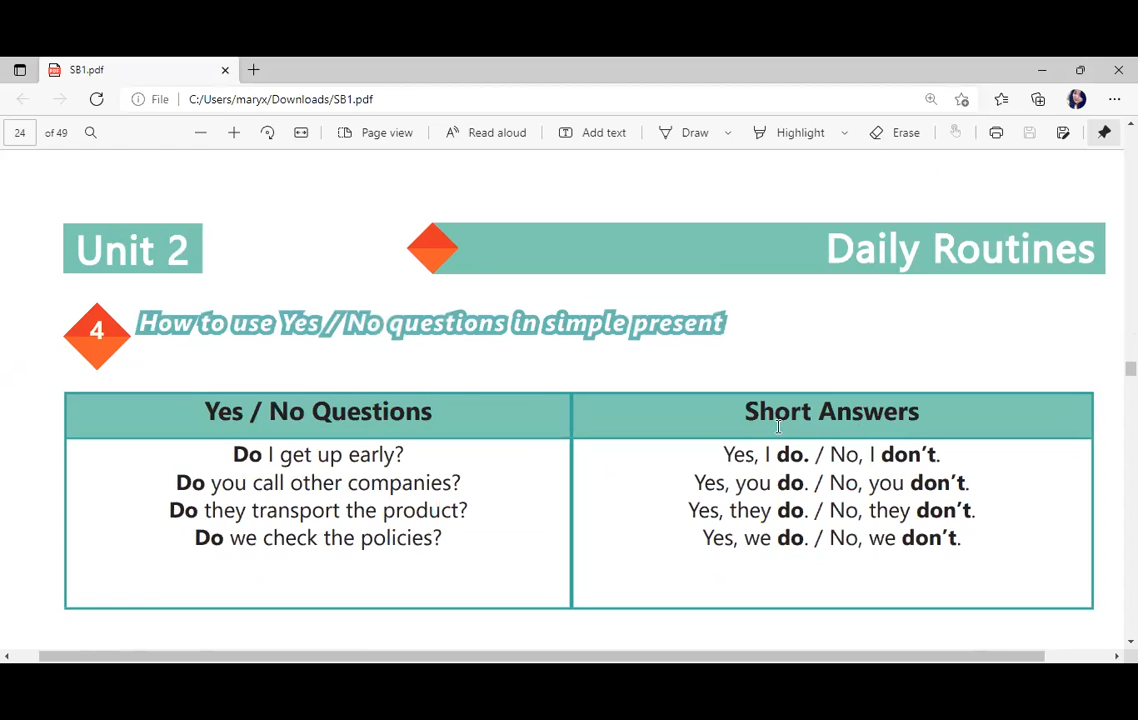 SB1.pdf
File
C:/Users/maryx/Downloads/SB1.pdf
24 of 49
Page view
Read aloud
Add text
Draw
Highlight
Erase
Unit 2
Daily Routines
4
How to use Yes / No questions in simple present
Yes / No Questions
Short Answers
Do I get up early?
Yes, I do. / No, I don't.
Do you call other companies?
Yes, you do. / No, you don't.
Do they transport the product?
Yes, they do. / No, they don't.
Do we check the policies?
Yes, we do. / No, we don't.